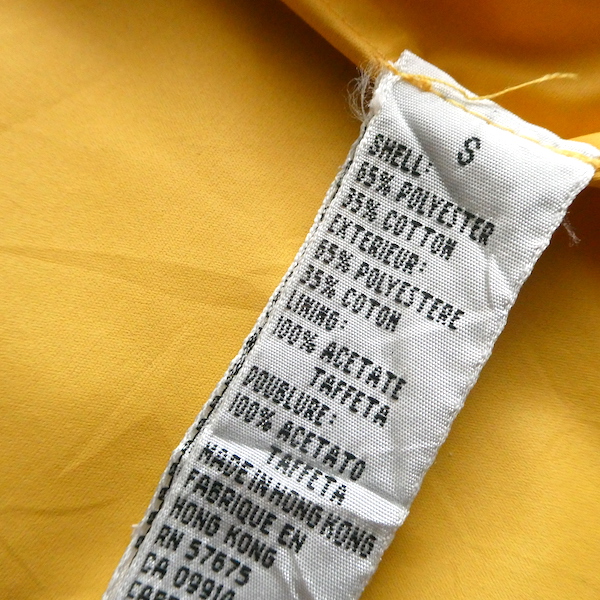 S
SHELL:
65% POLYESTER
35% COTTON
EXTERIEUR:
65% POLYESTERE
35% COTON
LINING:
100% ACETATE
TAFFETA
DOUBLURE:
100% ACETATO
TAFFETA
MADE IN HONG KONG
FABRIQUE EN
HONG KONG
RN 57675
CA 09910